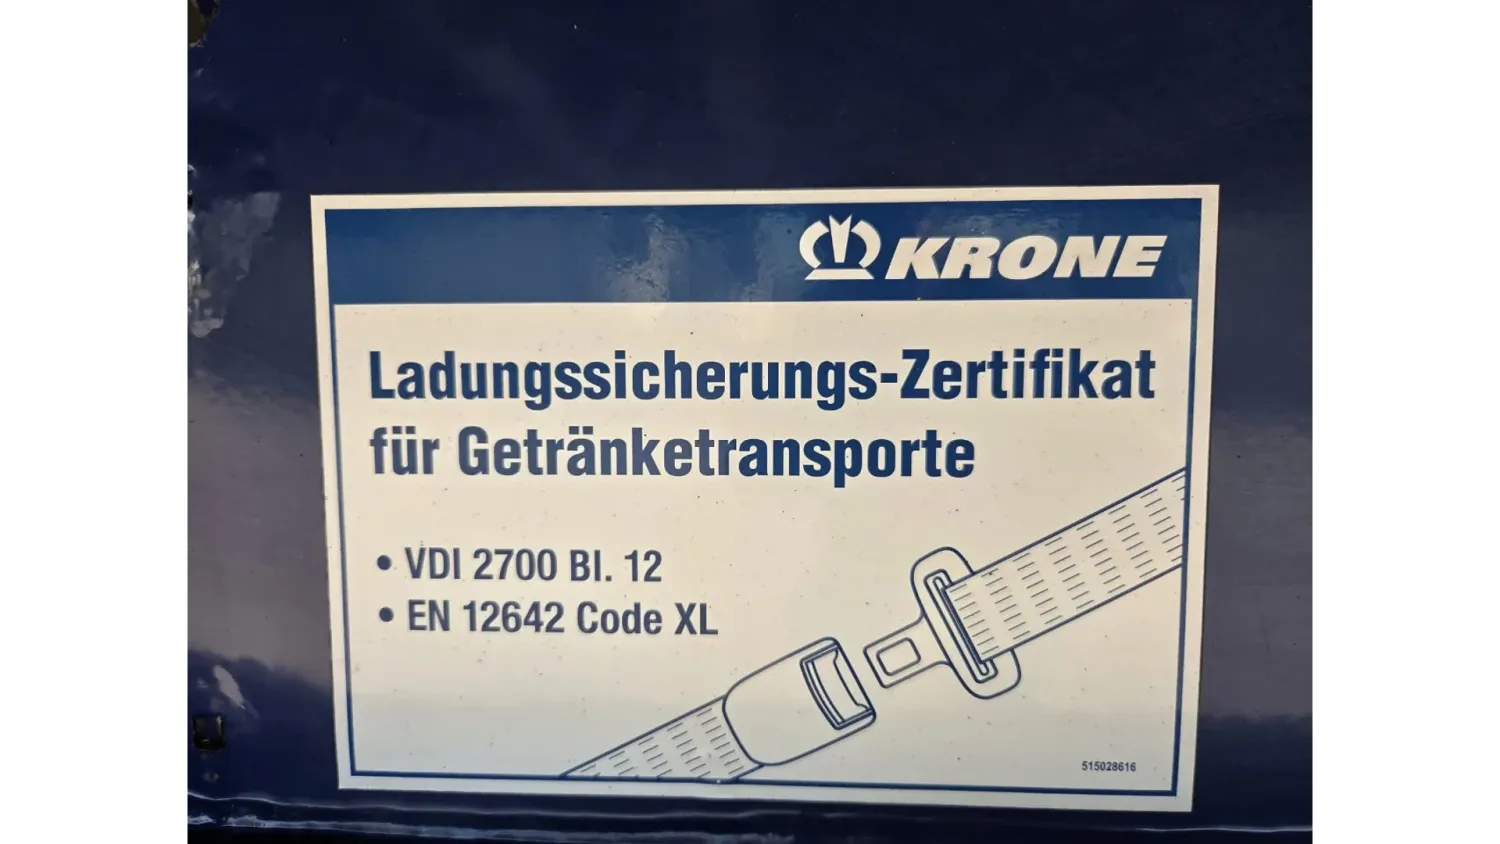 KRONE
Ladungssicherungs-Zertifikat
für Getränketransporte
• VDI 2700 Bl. 12
• EN 12642 Code XL
515028616